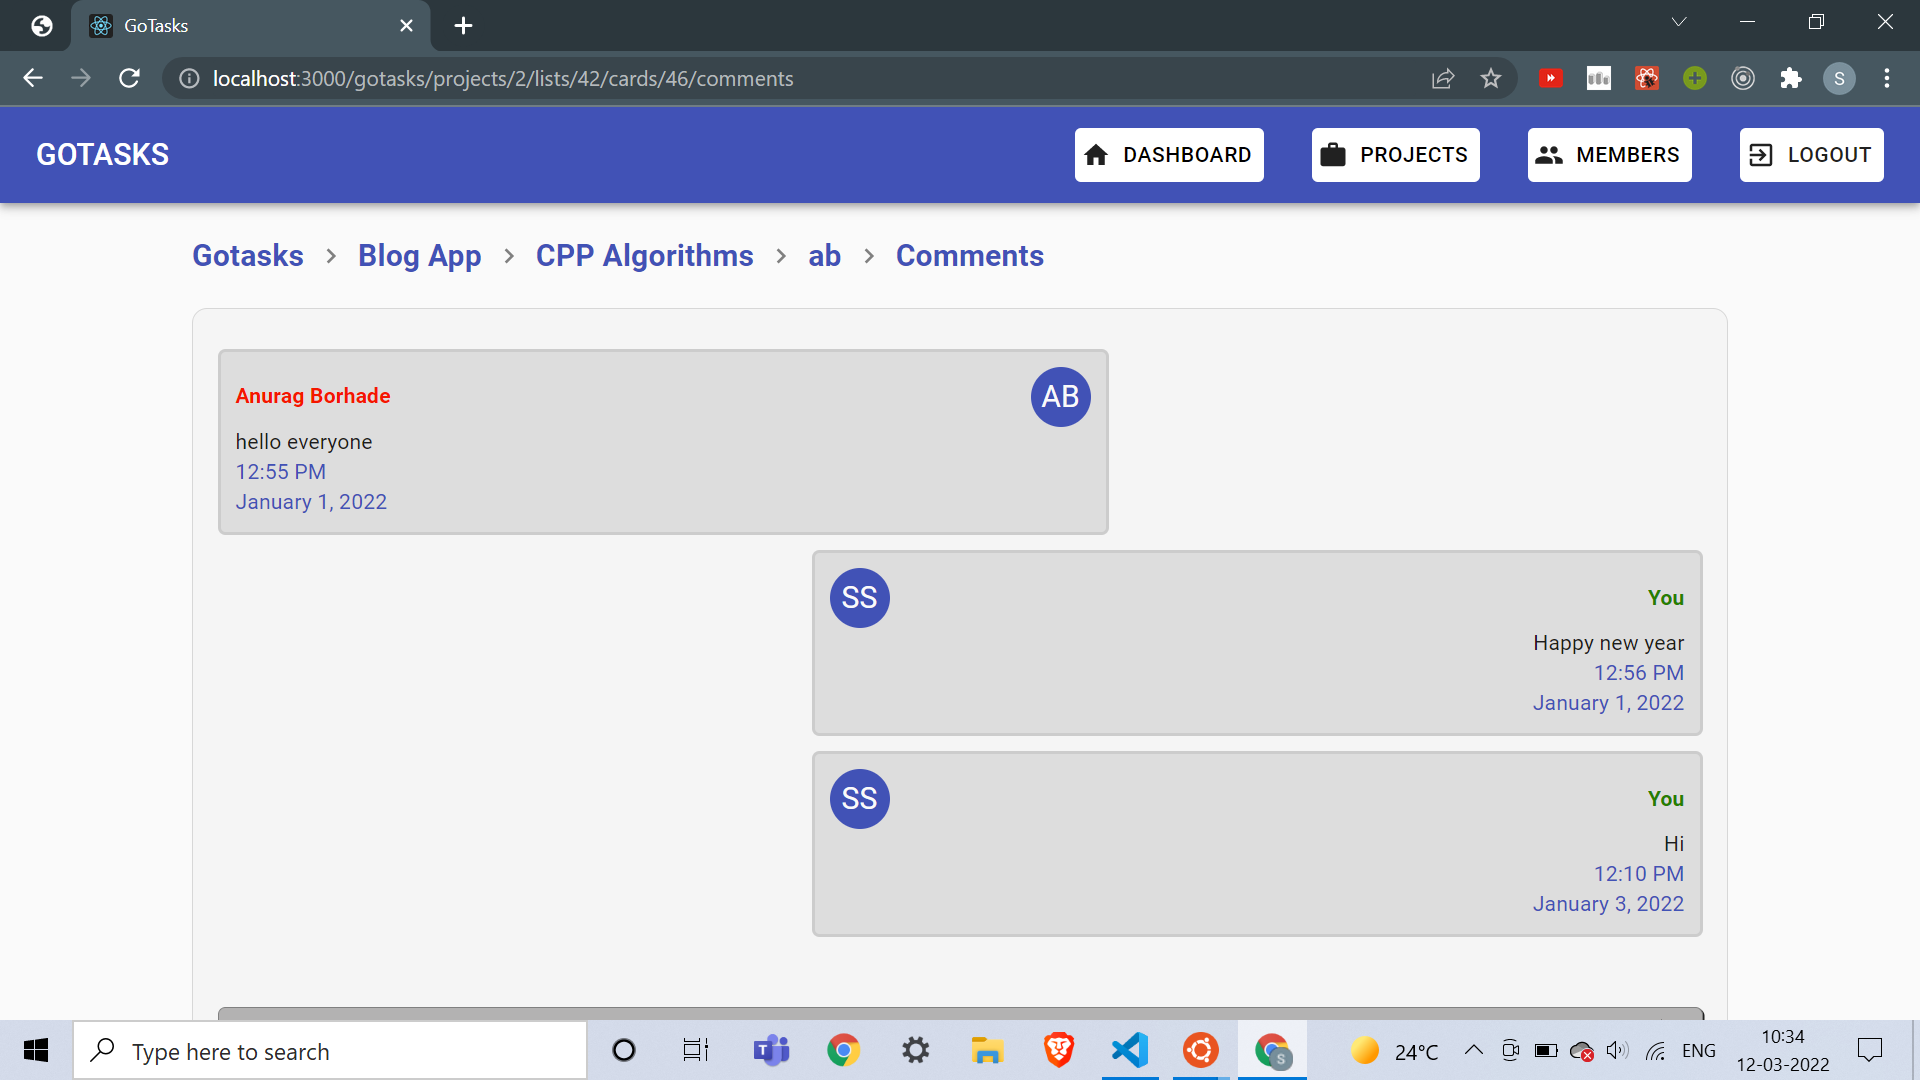 GoTasks
localhost:3000/gotasks/projects/2/lists/42/cards/46/comments
S
GOTASKS
DASHBOARD
PROJECTS
MEMBERS
LOGOUT
Gotasks > Blog App > CPP Algorithms > ab > Comments
Anurag Borhade
AB
hello everyone
12:55 PM
January 1, 2022
SS
You
Happy new year
12:56 PM
January 1, 2022
SS
You
Hi
12:10 PM
January 3, 2022
Type here to search
T
S
24°C
ENG
10:34
12-03-2022